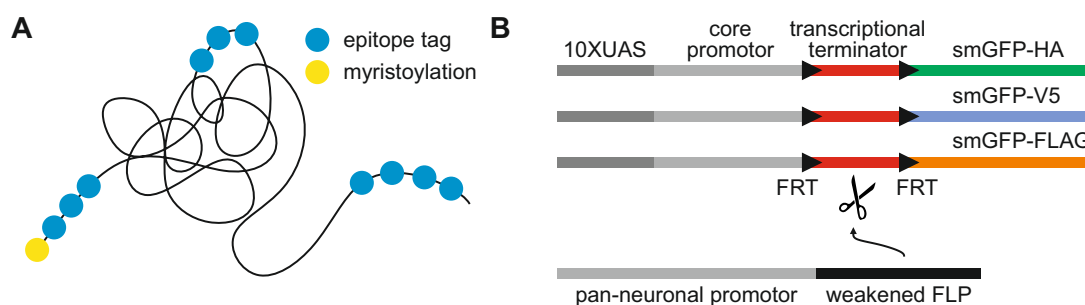 A
epitope tag
myristoylation
B
10XUAS
core
promotor
transcriptional
terminator
smGFP-HA
smGFP-V5
smGFP-FLAG
FRT
FRT
pan-neuronal promotor
weakened FLP